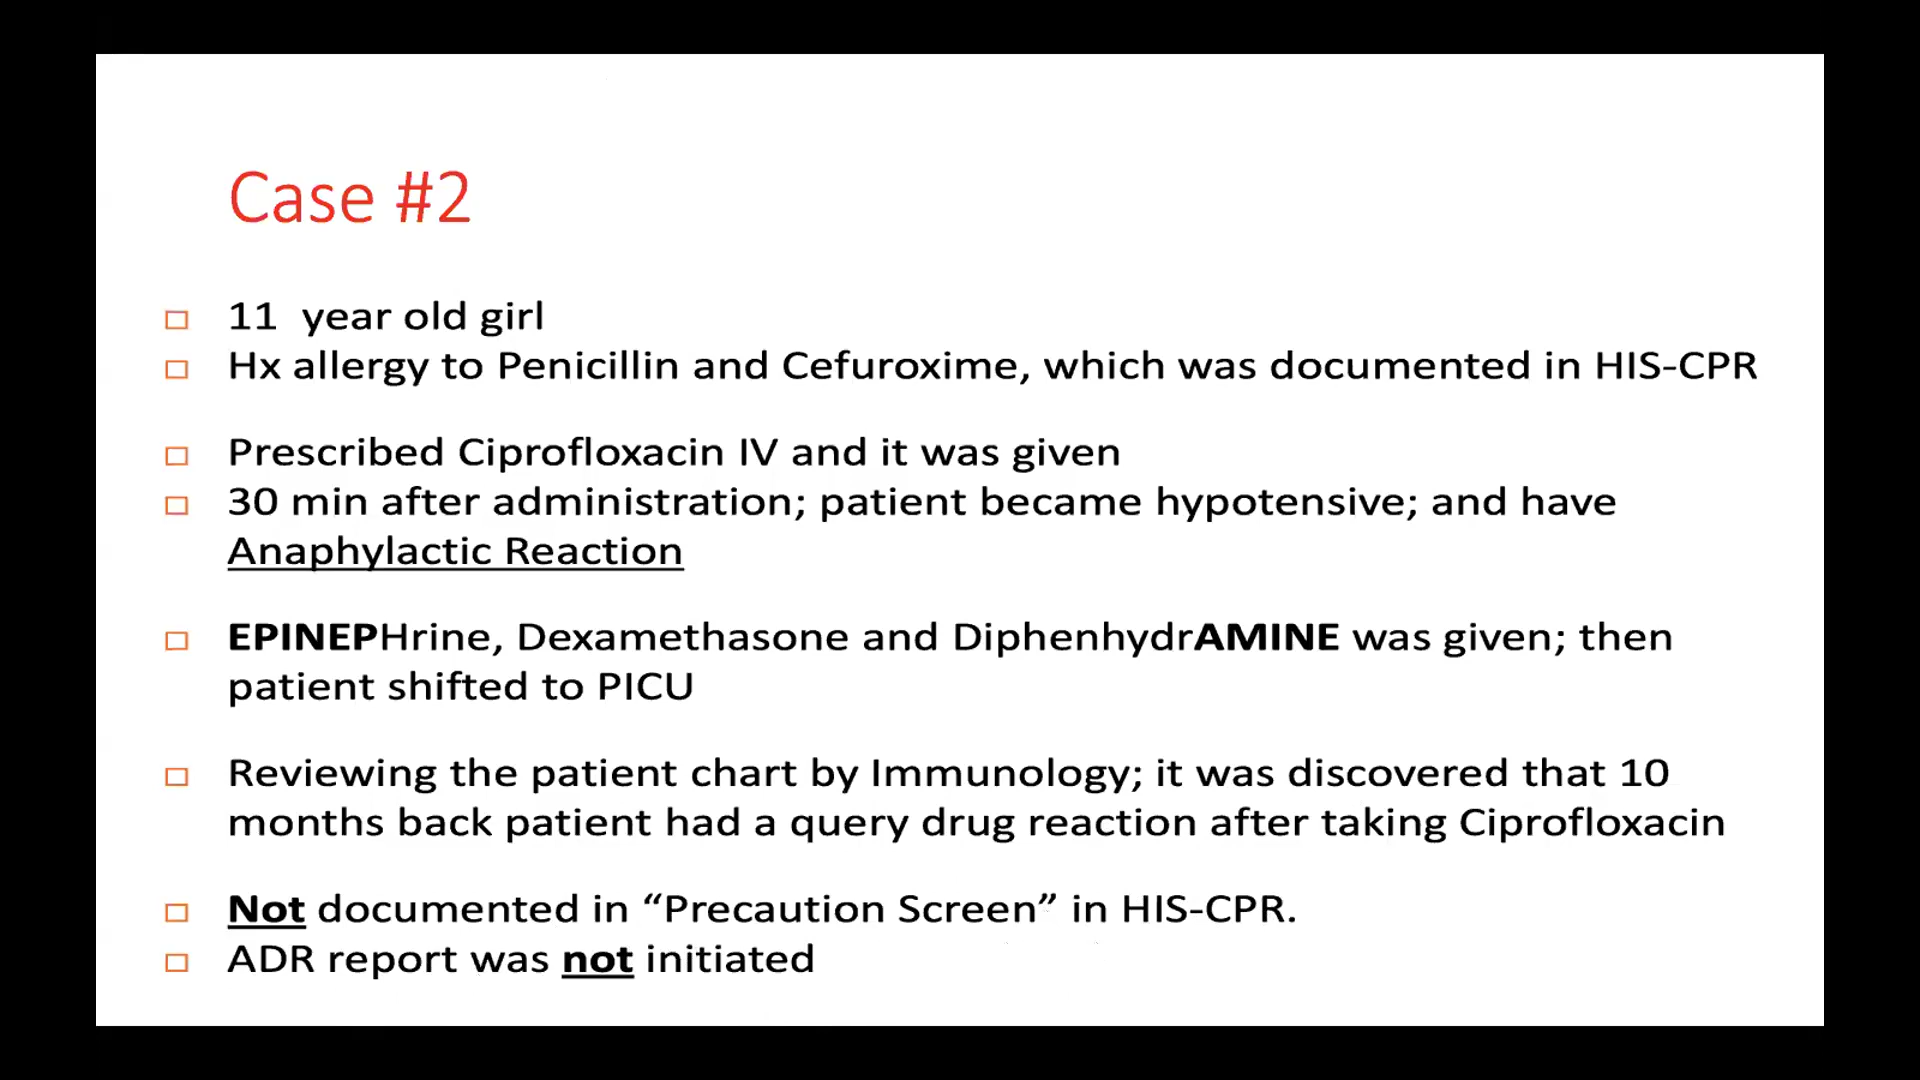 Case #2
11 year old girl
Hx allergy to Penicillin and Cefuroxime, which was documented in HIS-CPR
Prescribed Ciprofloxacin IV and it was given
30 min after administration; patient became hypotensive; and have
Anaphylactic Reaction
EPINEPHrine, Dexamethasone and DiphenhydrAMINE was given; then
patient shifted to PICU
Reviewing the patient chart by Immunology; it was discovered that 10
months back patient had a query drug reaction after taking Ciprofloxacin
Not documented in “Precaution Screen” in HIS-CPR.
ADR report was not initiated